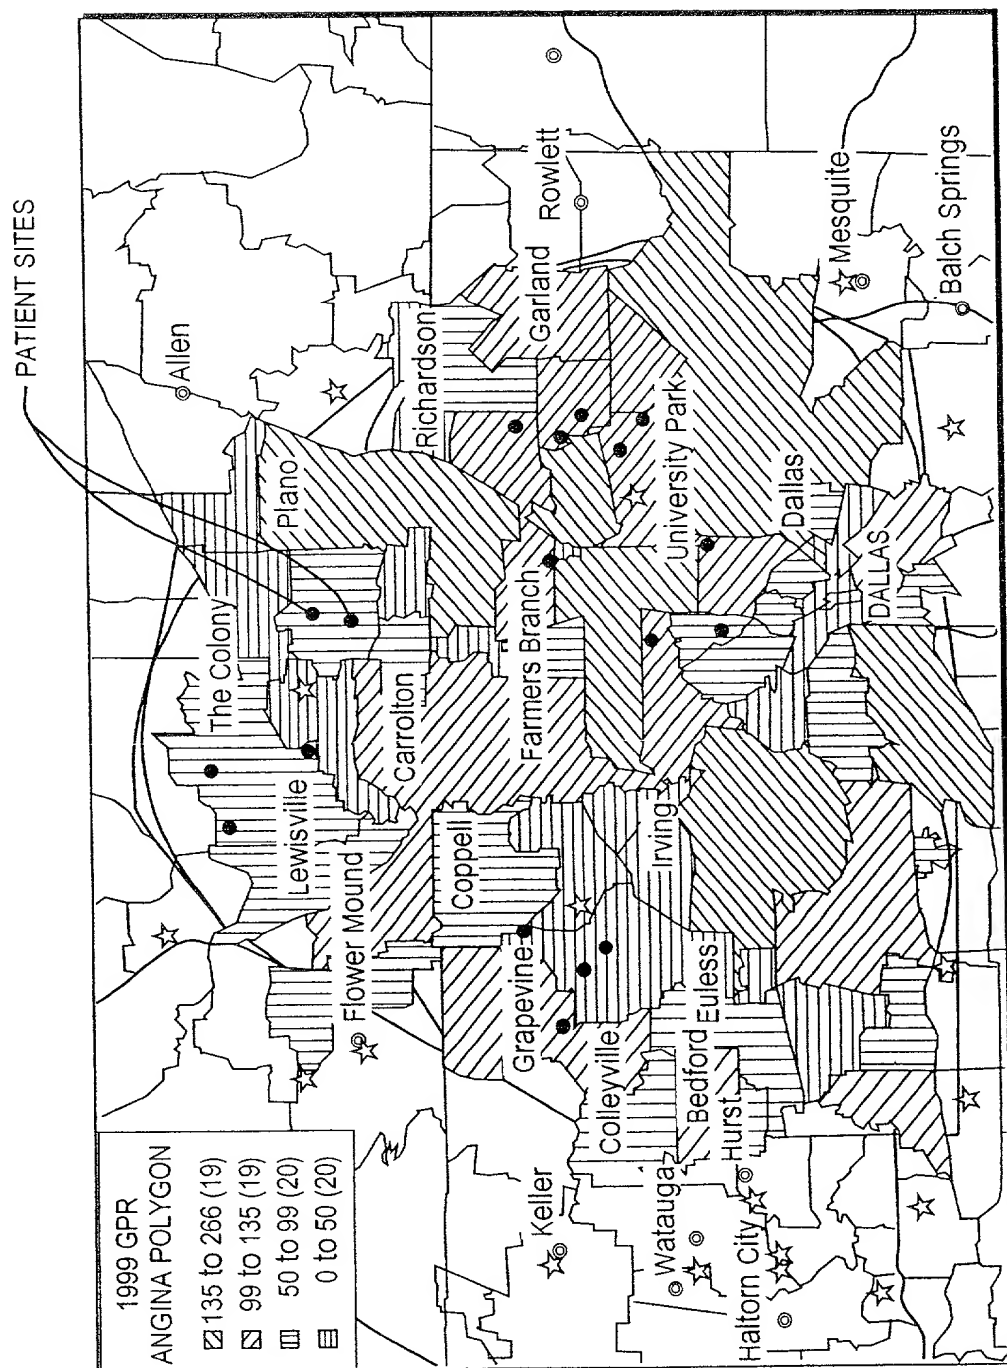 PATIENT SITES
1999 GPR
ANGINA POLYGON
135 to 266 (19)
99 to 135 (19)
50 to 99 (20)
0 to 50 (20)
Allen
The Colony
Plano
Lewisville
Flower Mound
Carrolton
Richardson
Coppell
Garland
Rowlett
Farmers Branch
Grapevine
Keller
Colleyville
Irving
University Park
Euless
Bedford
Hurst
Watauga
Haltorn City
Dallas
DALLAS
Mesquite
Balch Springs